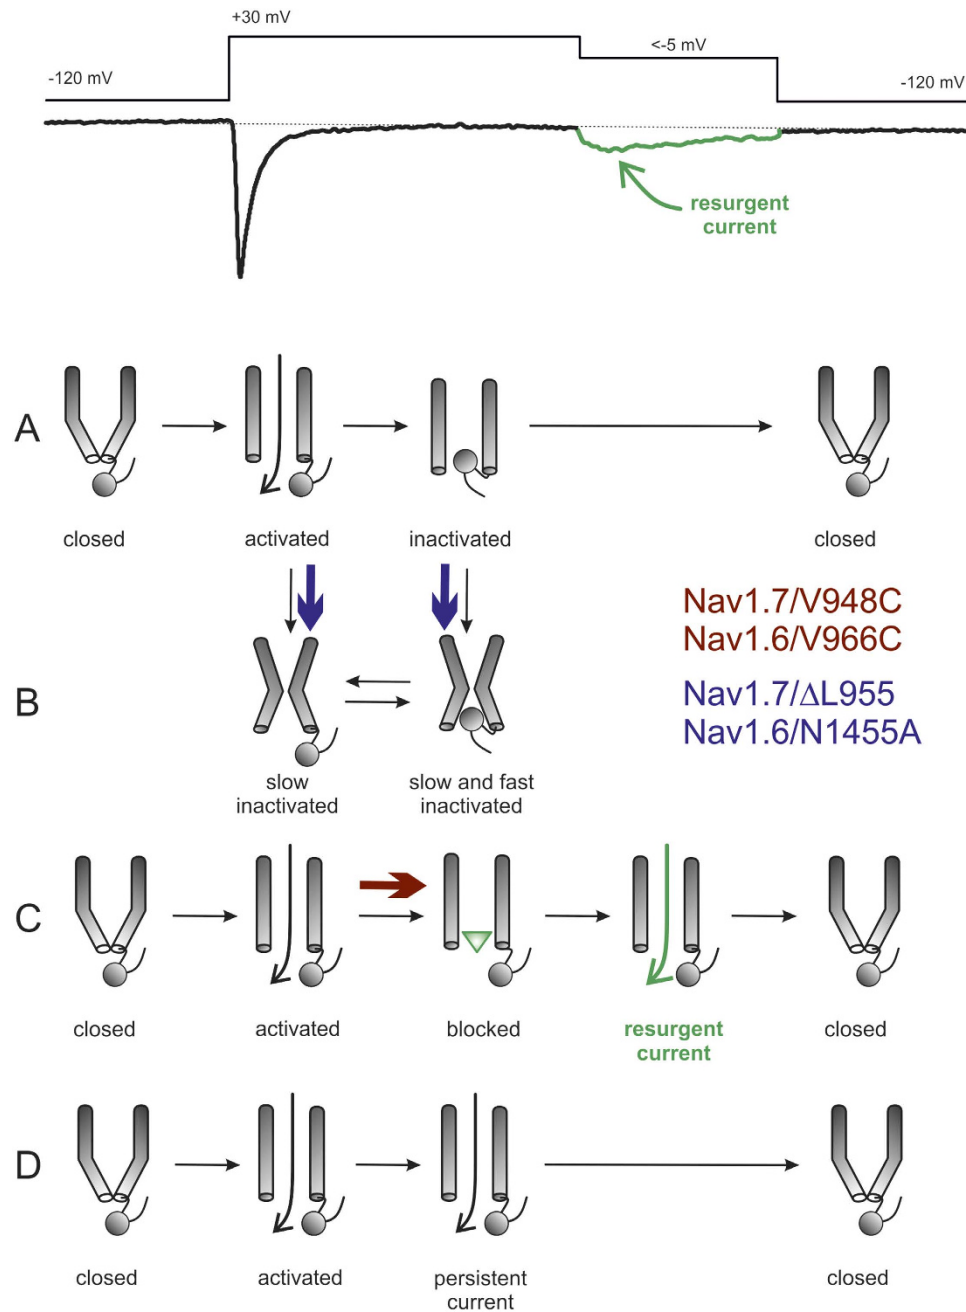 +30 mV
<-5 mV
-120 mV
-120 mV
resurgent
current
A
closed
activated
inactivated
closed
Nav1.7/V948C
Nav1.6/V966C
Nav1.7/ΔL955
Nav1.6/N1455A
B
slow
inactivated
slow and fast
inactivated
C
closed
activated
blocked
resurgent
current
closed
D
closed
activated
persistent
current
closed